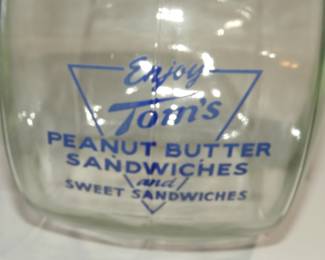 Enjoy
Tom's
PEANUT BUTTER
SANDWICHES
and
SWEET SANDWICHES